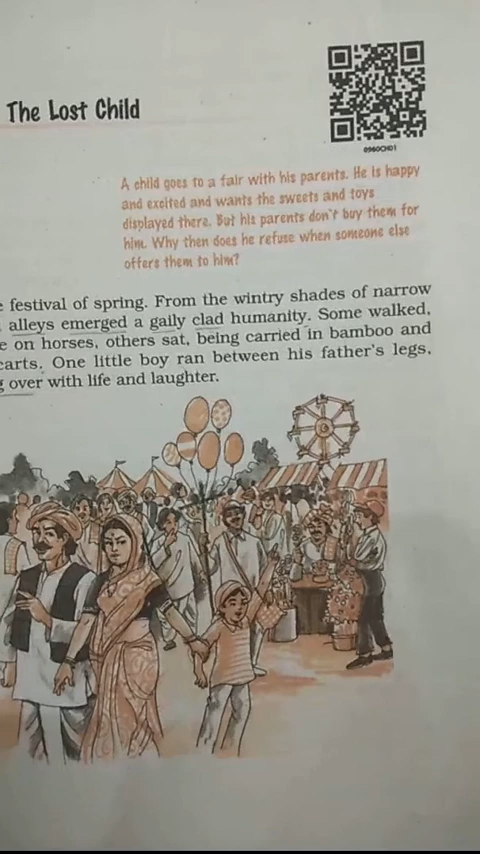 The Lost Child
0960CH01
A child goes to a fair with his parents. He is happy
and excited and wants the sweets and toys
displayed there. But his parents don't buy them for
him. Why then does he refuse when someone else
offers them to him?
festival of spring. From the wintry shades of narrow
alleys emerged a gaily clad humanity. Some walked,
on horses, others sat, being carried in bamboo and
carts. One little boy ran between his father's legs,
over with life and laughter.